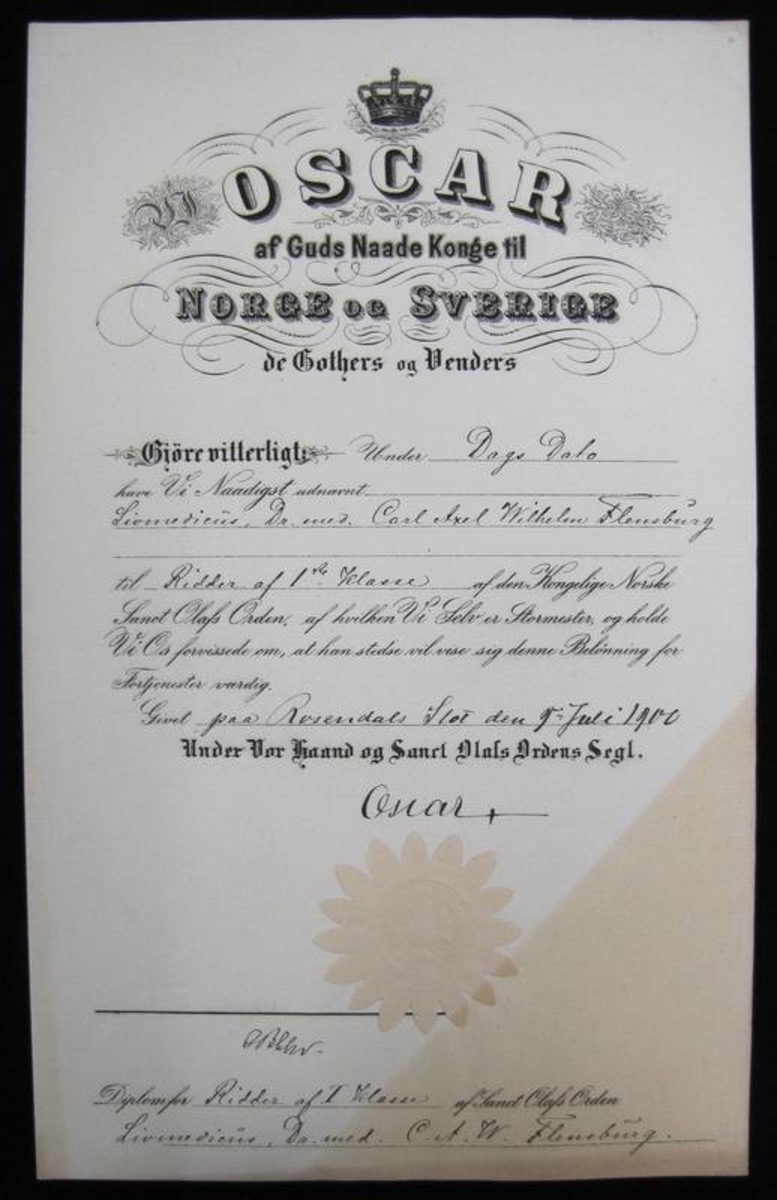 VI OSCAR
af Guds Naade Konge til
NORGE OG SVERIGE
de Gothers og Venders
Gjöre vitterligt: Under Dags Dato
have Vi Naadigst udnævnt
Livmedicus, Dr. med. Carl Axel Wilhelm Flensburg
til Ridder af 1ste Klasse af den Kongelige Norske
Sanct Olafs Orden, af hvilken Vi Selv er Stormester, og holde
Vi Os forvissede om, at han stedse vil vise sig denne Belönning for
Fortjenester værdig.
Givet paa Rosendals Slot den 9de Juli 1900
Under Vor Haand og Sanct Olafs Ordens Segl.
Oscar
Diplom for Ridder af I Klasse af Sanct Olafs Orden
Livmedicus, Dr. med. C. A. W. Flensburg.